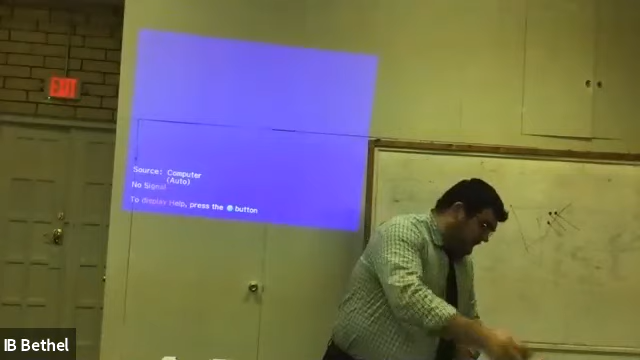 EXIT
Source: Computer
(Auto)
No Signal
To display Help, press the button
IB Bethel